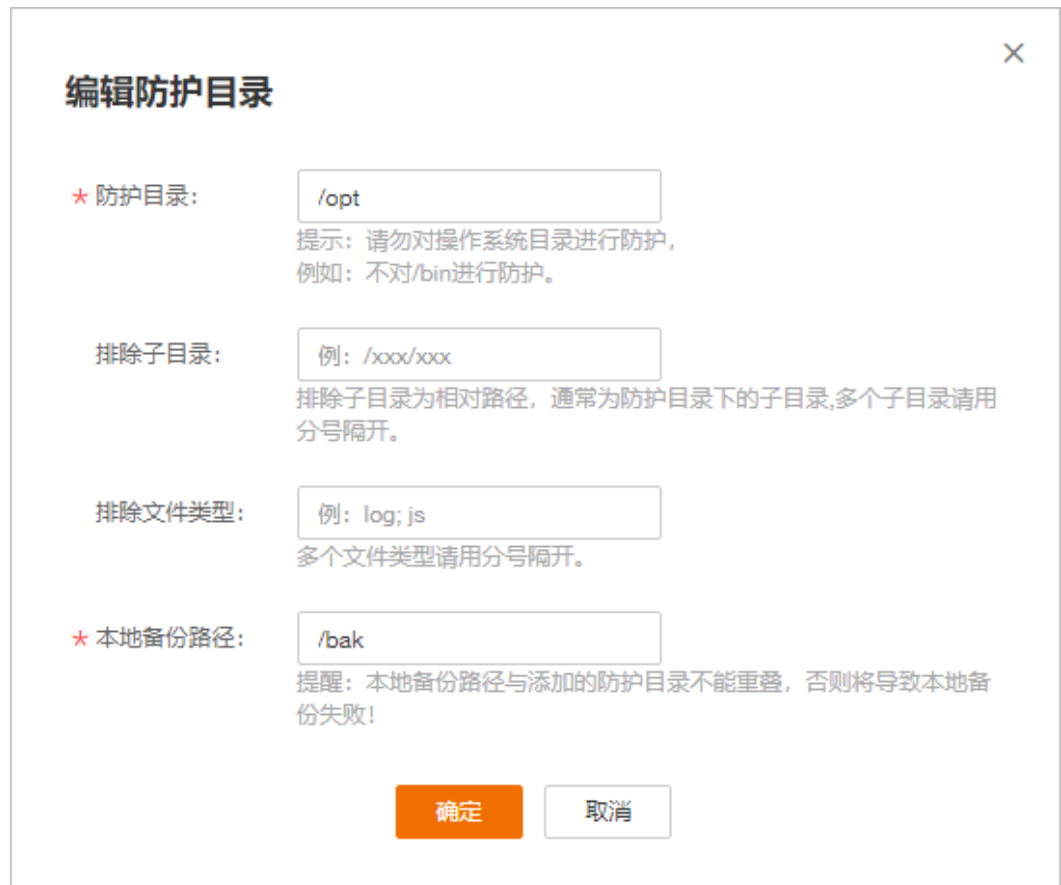 ×
编辑防护目录
* 防护目录: /opt
提示：请勿对操作系统目录进行防护，
例如：不对/bin进行防护。
排除子目录: 例：/xxx/xxx
排除子目录为相对路径，通常为防护目录下的子目录,多个子目录请用
分号隔开。
排除文件类型: 例：log; js
多个文件类型请用分号隔开。
* 本地备份路径: /bak
提醒：本地备份路径与添加的防护目录不能重叠，否则将导致本地备
份失败！
确定 取消